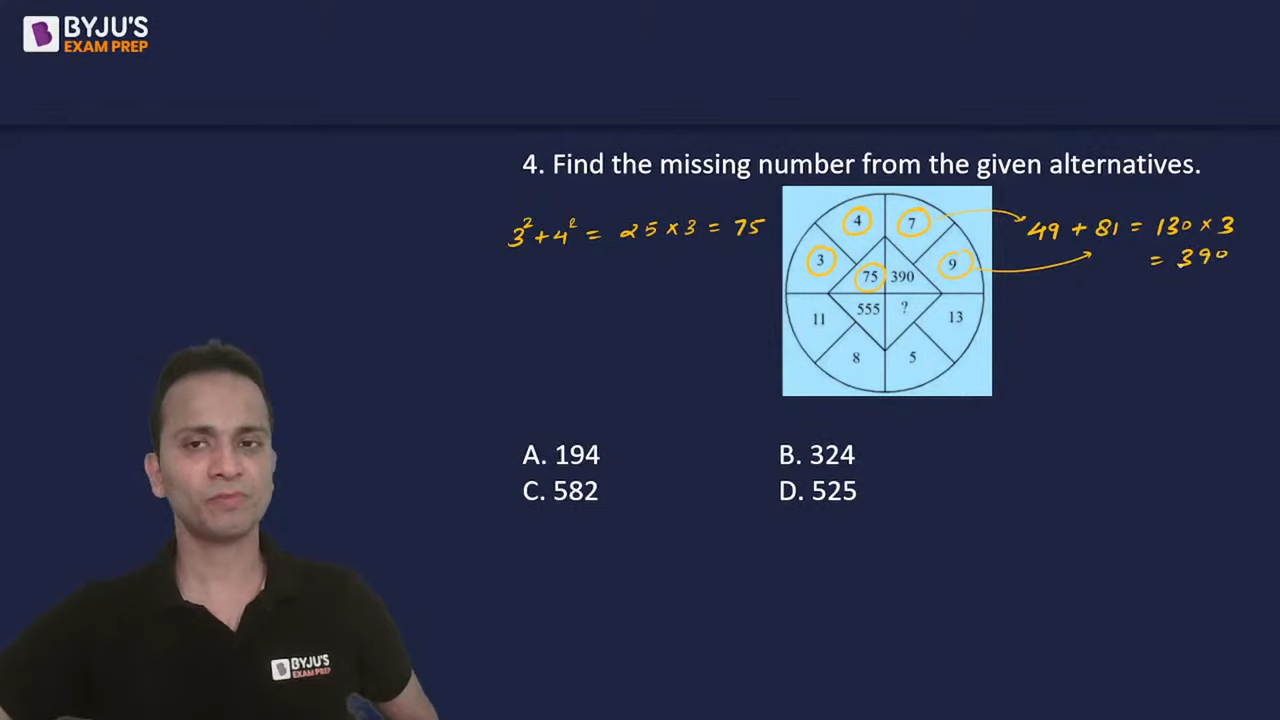 BYJU'S
EXAM PREP
4. Find the missing number from the given alternatives.
3² + 4² = 25 × 3 = 75
4 7
3 9
75 390
555 ?
11 13
8 5
49 + 81 = 130 × 3
= 390
A. 194 B. 324
C. 582 D. 525
BYJU'S
EXAM PREP